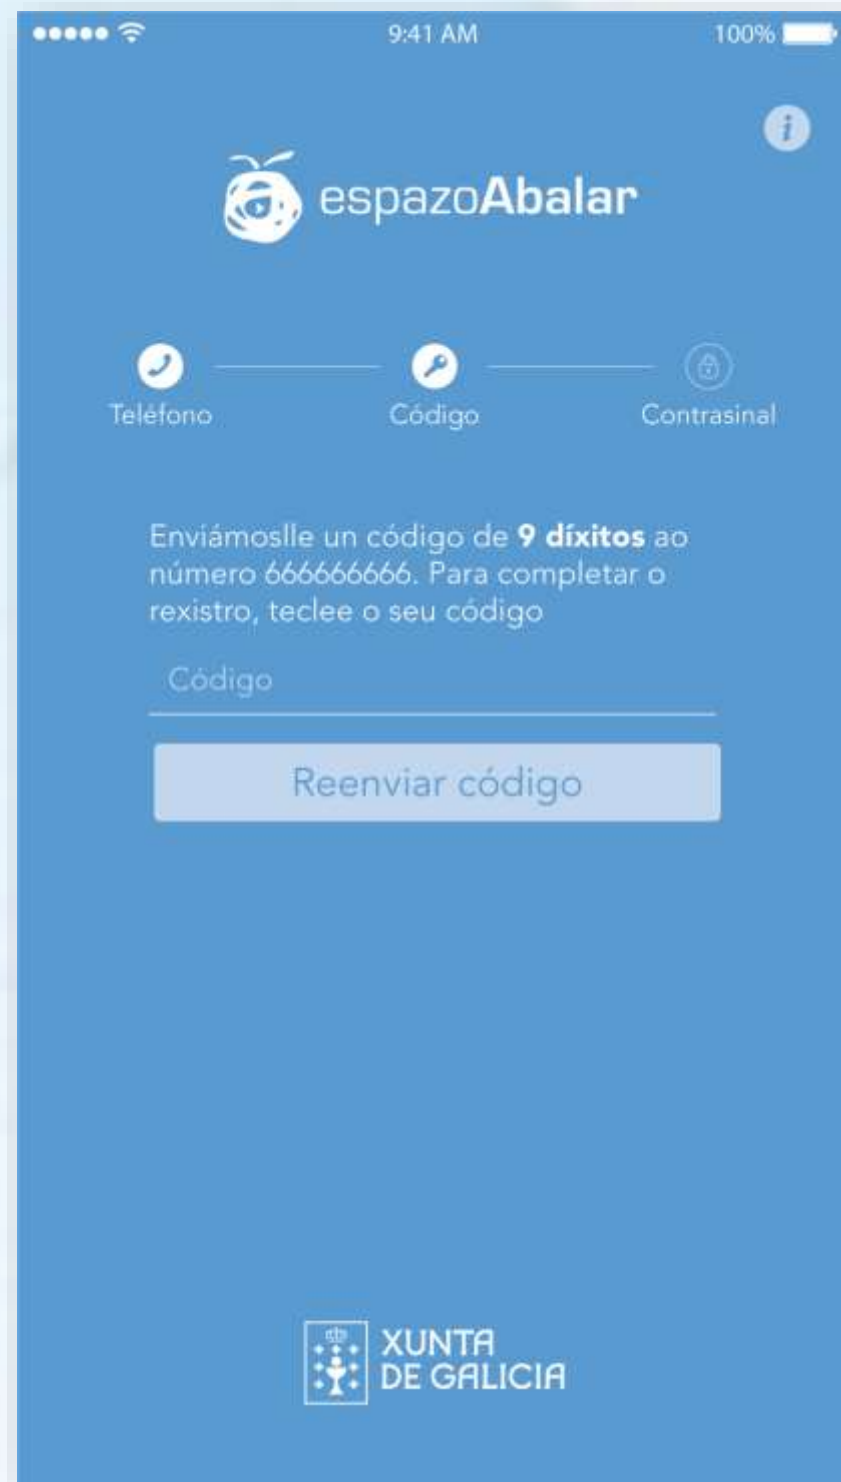 9:41 AM
100%
i
espazoAbalar
Teléfono
Código
Contrasinal
Enviámoslle un código de 9 díxitos ao
número 666666666. Para completar o
rexistro, teclee o seu código
Código
Reenviar código
XUNTA
DE GALICIA